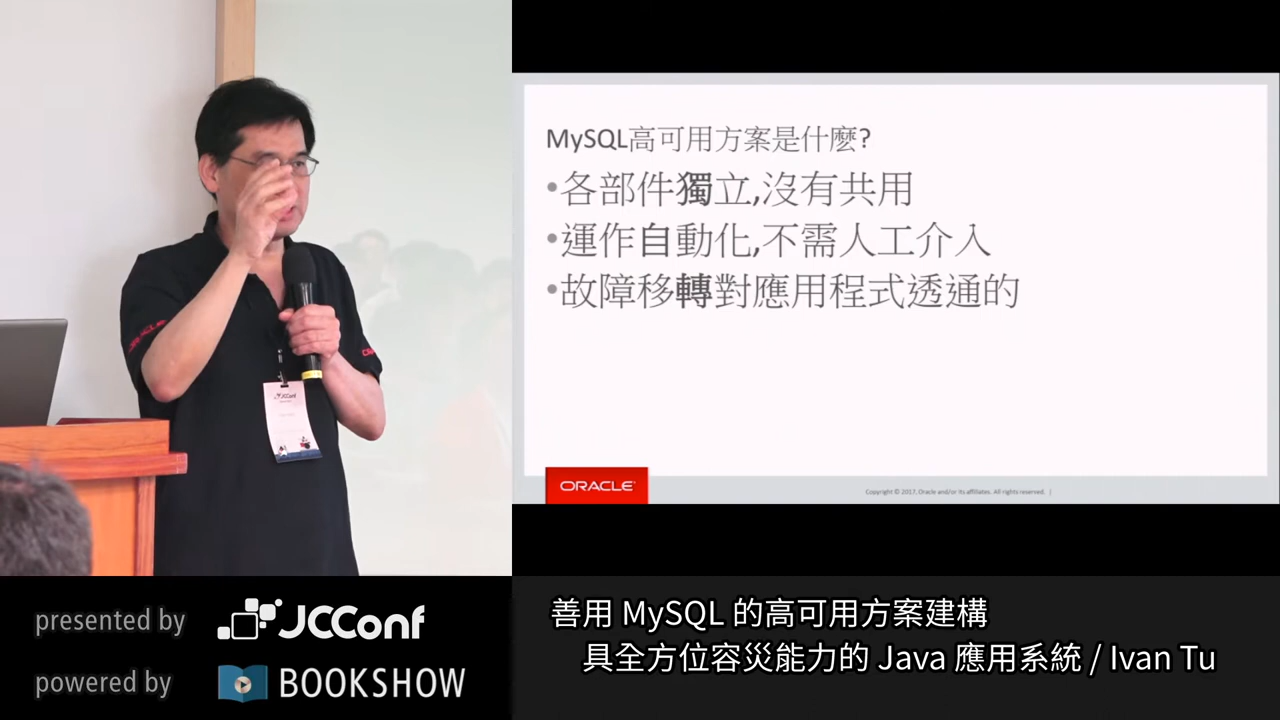 MySQL高可用方案是什麼?
•各部件獨立,沒有共用
•運作自動化,不需人工介入
•故障移轉對應用程式透通的
ORACLE
Copyright © 2017, Oracle and/or its affiliates. All rights reserved. |
ORACLE
JCConf
presented by JCConf
powered by BOOKSHOW
善用 MySQL 的高可用方案建構
具全方位容災能力的 Java 應用系統 / Ivan Tu